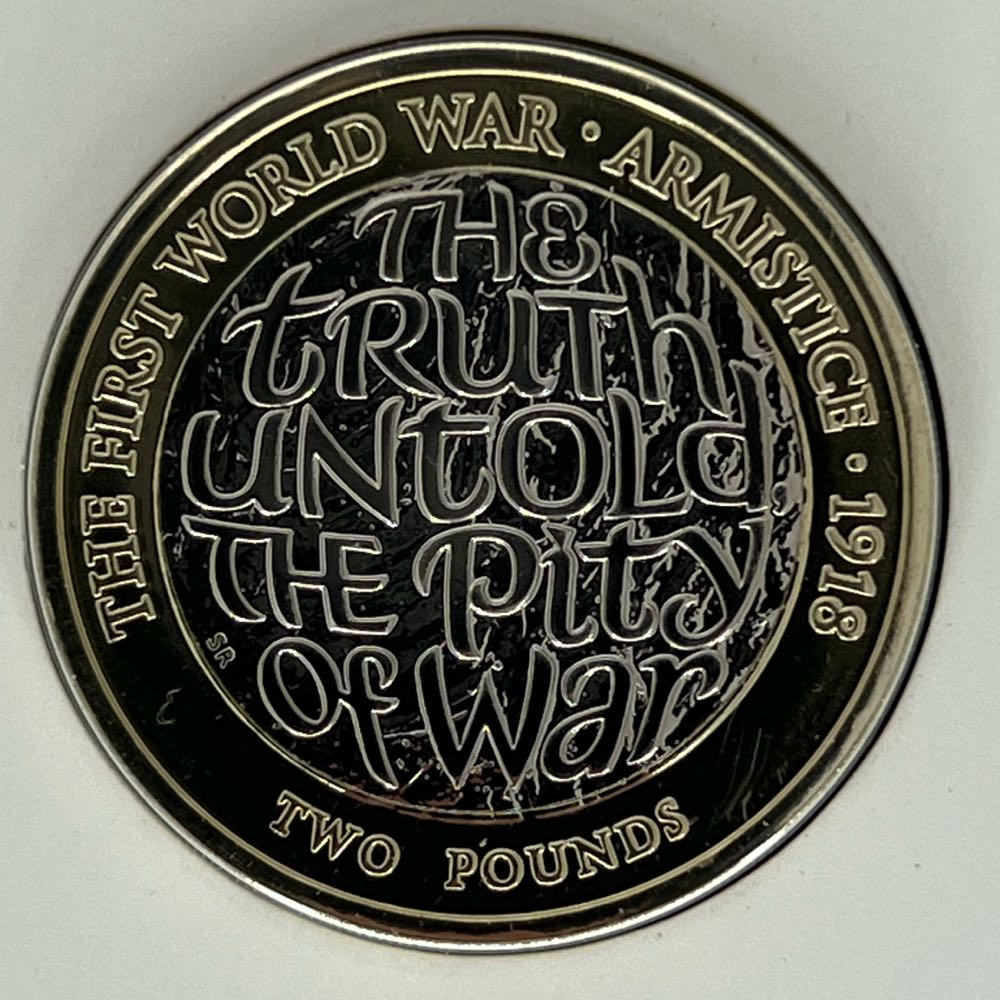 THE FIRST WORLD WAR · ARMISTICE · 1918
THE
tRUTh
UNtOLd,
THE Pity
Of War
SR
TWO POUNDS